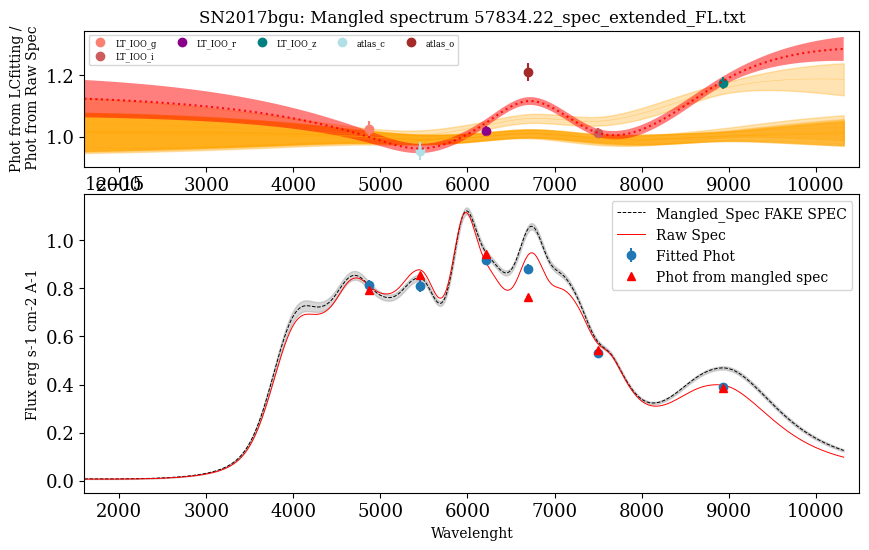 SN2017bgu: Mangled spectrum 57834.22_spec_extended_FL.txt
Phot from LCfitting /
Phot from Raw Spec
LT_IOO_g
LT_IOO_i
LT_IOO_r
LT_IOO_z
atlas_c
atlas_o
1.2
1.0
2000 3000 4000 5000 6000 7000 8000 9000 10000
1e−15
Mangled_Spec FAKE SPEC
Raw Spec
Fitted Phot
Phot from mangled spec
Flux erg s-1 cm-2 A-1
1.0
0.8
0.6
0.4
0.2
0.0
2000 3000 4000 5000 6000 7000 8000 9000 10000
Wavelenght